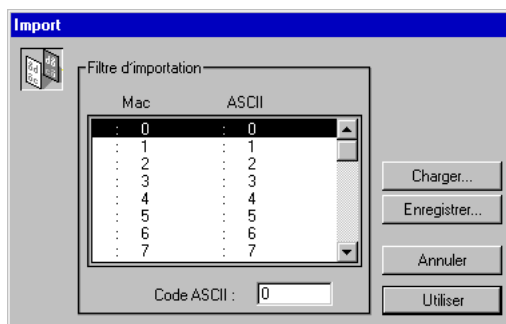 Import
Filtre d'importation
Mac ASCII
: 0 : 0
: 1 : 1
: 2 : 2
: 3 : 3
: 4 : 4
: 5 : 5
: 6 : 6
: 7 : 7
Code ASCII : 0
Charger...
Enregistrer...
Annuler
Utiliser